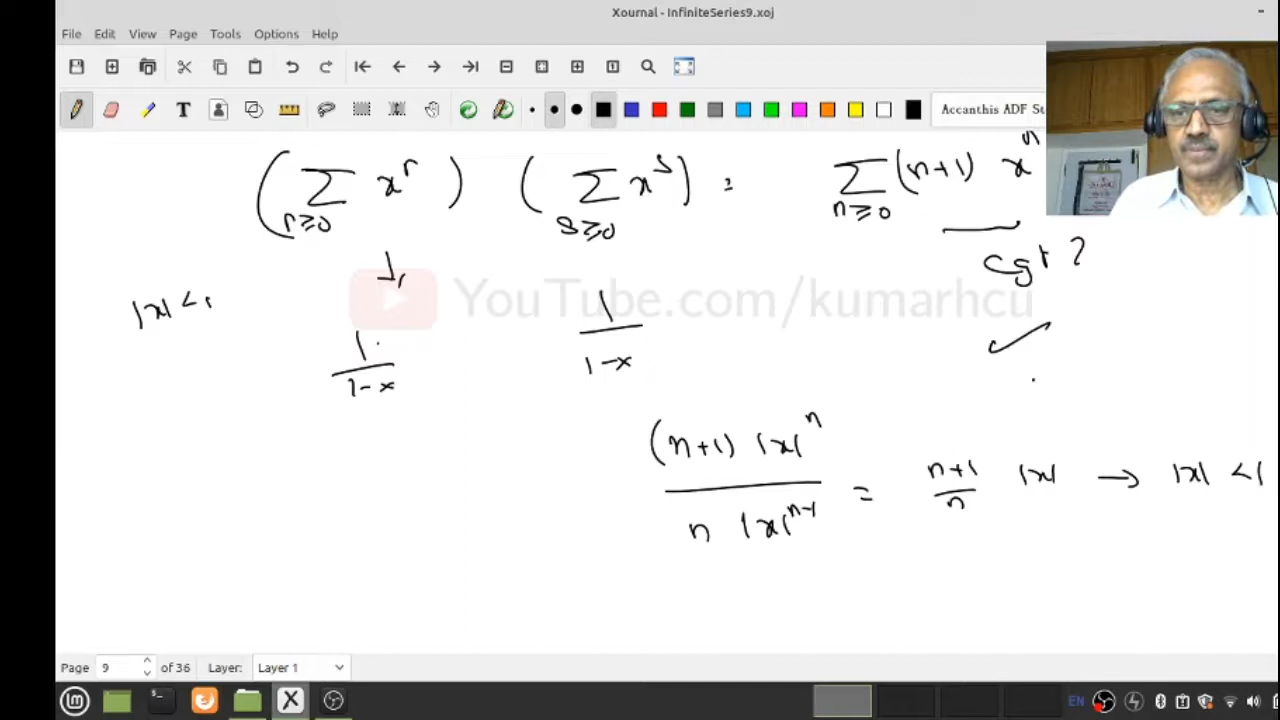 Xournal - InfiniteSeries9.xoj
File Edit View Page Tools Options Help
Accanthis ADF St
(∑ x^r) (∑ x^s) = ∑ (n+1) x^n
r≥0 s≥0 n≥0
cgt ?
YouTube.com/kumarhcu
|x| < 1
1/(1-x) 1/(1-x)
(n+1) |x|^n / n |x|^(n-1) = (n+1)/n |x| → |x| < 1
Page 9 of 36 Layer: Layer 1
EN